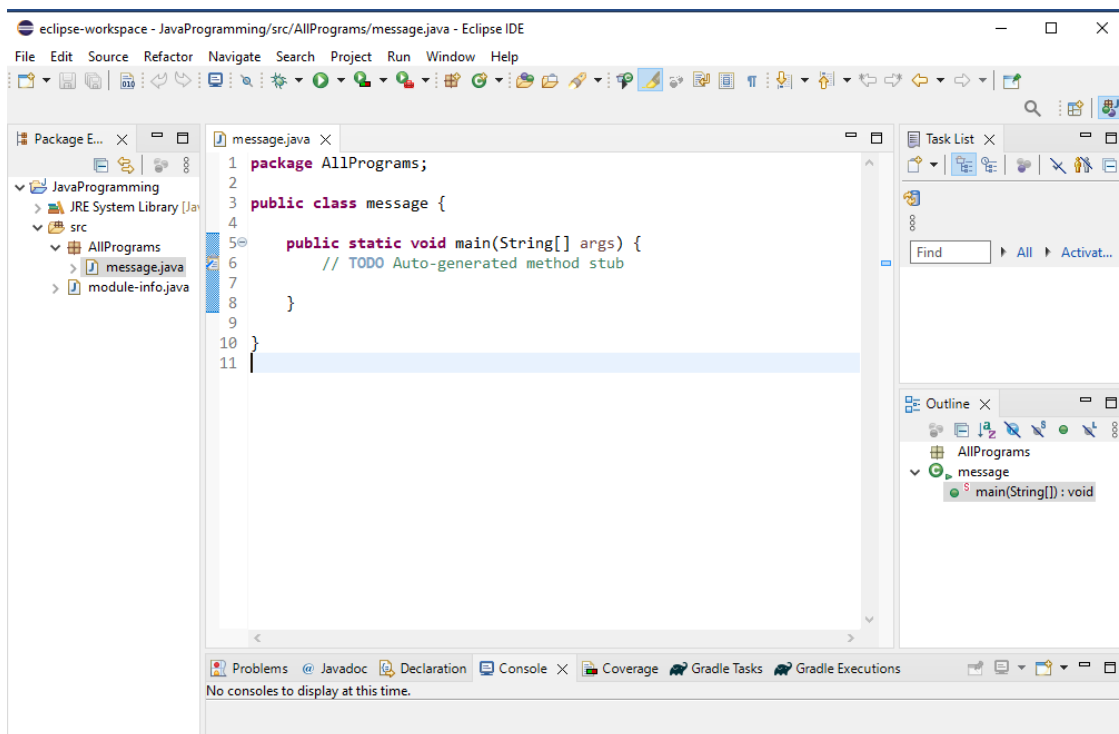 eclipse-workspace - JavaProgramming/src/AllPrograms/message.java - Eclipse IDE
File Edit Source Refactor Navigate Search Project Run Window Help
Package E...
JavaProgramming
JRE System Library [Jav
src
AllPrograms
message.java
module-info.java
message.java
1 package AllPrograms;
2
3 public class message {
4
5 public static void main(String[] args) {
6 // TODO Auto-generated method stub
7
8 }
9
10 }
11
Task List
Find All Activat...
Outline
AllPrograms
message
main(String[]) : void
Problems @ Javadoc Declaration Console Coverage Gradle Tasks Gradle Executions
No consoles to display at this time.